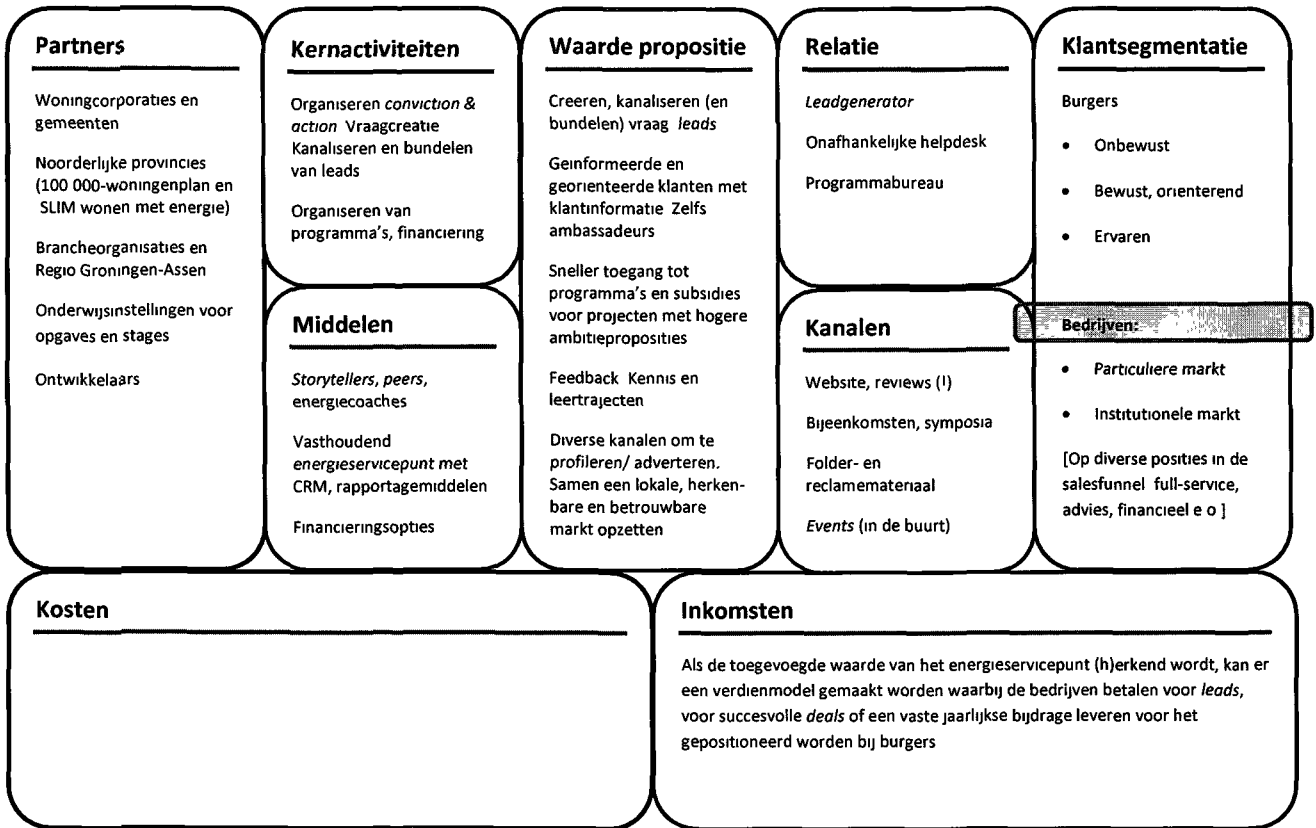 Partners
Woningcorporaties en
gemeenten
Noorderlijke provincies
(100 000-woningenplan en
SLIM wonen met energie)
Brancheorganisaties en
Regio Groningen-Assen
Onderwijsinstellingen voor
opgaves en stages
Ontwikkelaars
Kernactiviteiten
Organiseren conviction &
action Vraagcreatie
Kanaliseren en bundelen
van leads
Organiseren van
programma's, financiering
Middelen
Storytellers, peers,
energiecoaches
Vasthoudend
energieservicepunt met
CRM, rapportagemiddelen
Financieringsopties
Waarde propositie
Creeren, kanaliseren (en
bundelen) vraag leads
Geinformeerde en
georienteerde klanten met
klantinformatie Zelfs
ambassadeurs
Sneller toegang tot
programma's en subsidies
voor projecten met hogere
ambitieproposities
Feedback Kennis en
leertrajecten
Diverse kanalen om te
profileren/ adverteren.
Samen een lokale, herken-
bare en betrouwbare
markt opzetten
Relatie
Leadgenerator
Onafhankelijke helpdesk
Programmabureau
Kanalen
Website, reviews (!)
Bijeenkomsten, symposia
Folder- en
reclamemateriaal
Events (in de buurt)
Klantsegmentatie
Burgers
• Onbewust
• Bewust, orienterend
• Ervaren
Bedrijven:
• Particuliere markt
• Institutionele markt
[Op diverse posities in de
salesfunnel full-service,
advies, financieel e o ]
Kosten
Inkomsten
Als de toegevoegde waarde van het energieservicepunt (h)erkend wordt, kan er
een verdienmodel gemaakt worden waarbij de bedrijven betalen voor leads,
voor succesvolle deals of een vaste jaarlijkse bijdrage leveren voor het
gepositioneerd worden bij burgers